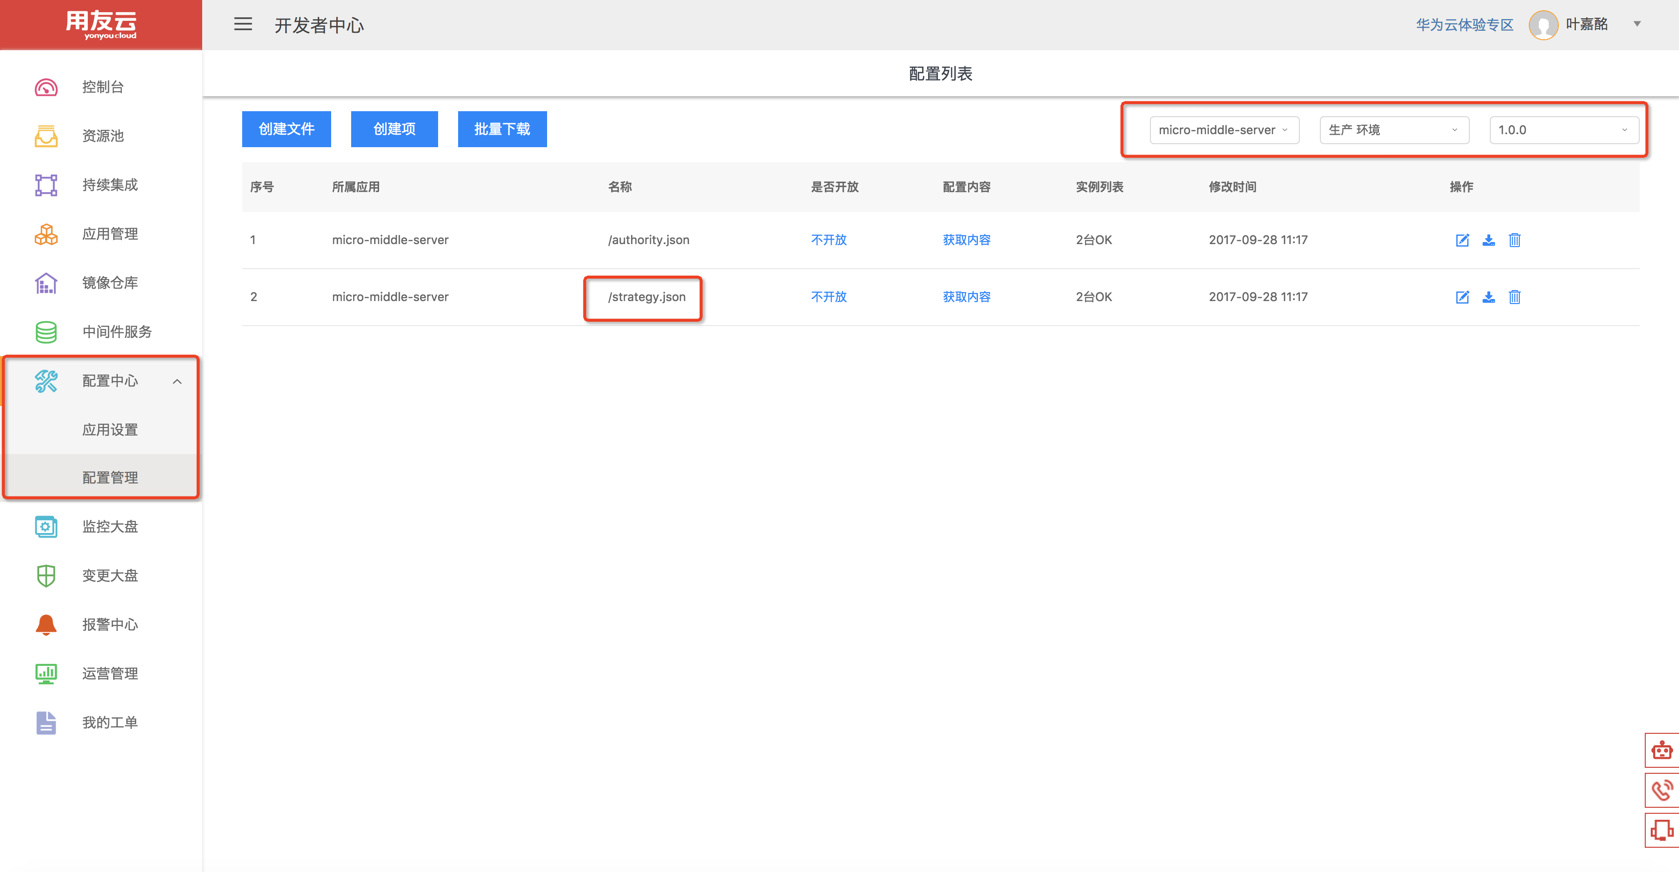 用友云
yonyoucloud
开发者中心
华为云体验专区
叶嘉酩
配置列表
控制台
资源池
持续集成
应用管理
镜像仓库
中间件服务
配置中心
应用设置
配置管理
监控大盘
变更大盘
报警中心
运营管理
我的工单
创建文件 创建项 批量下载
micro-middle-server 生产 环境 1.0.0
序号 所属应用 名称 是否开放 配置内容 实例列表 修改时间 操作
1 micro-middle-server /authority.json 不开放 获取内容 2台OK 2017-09-28 11:17
2 micro-middle-server /strategy.json 不开放 获取内容 2台OK 2017-09-28 11:17